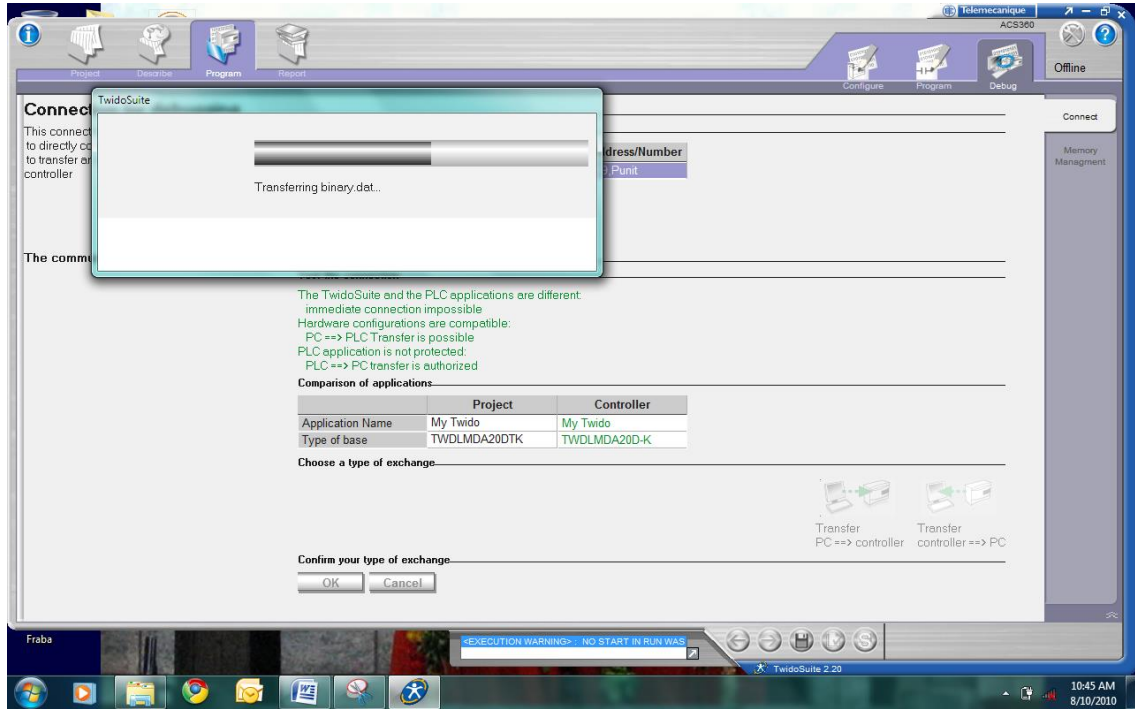 Telemecanique
ACS360
Project
Describe
Program
Report
Configure
Program
Debug
Offline
TwidoSuite
Transferring binary.dat...
Connect
This connect
to directly co
to transfer an
controller
dress/Number
Punit
Connect
Memory
Managment
The commu
The TwidoSuite and the PLC applications are different:
immediate connection impossible
Hardware configurations are compatible:
PC ==> PLC Transfer is possible
PLC application is not protected:
PLC ==> PC transfer is authorized
Comparison of applications
Project Controller
Application Name My Twido My Twido
Type of base TWDLMDA20DTK TWDLMDA20D-K
Choose a type of exchange
Transfer
PC ==> controller
Transfer
controller ==> PC
Confirm your type of exchange
OK Cancel
Fraba
<EXECUTION WARNING> : NO START IN RUN WAS
TwidoSuite 2.20
10:45 AM
8/10/2010